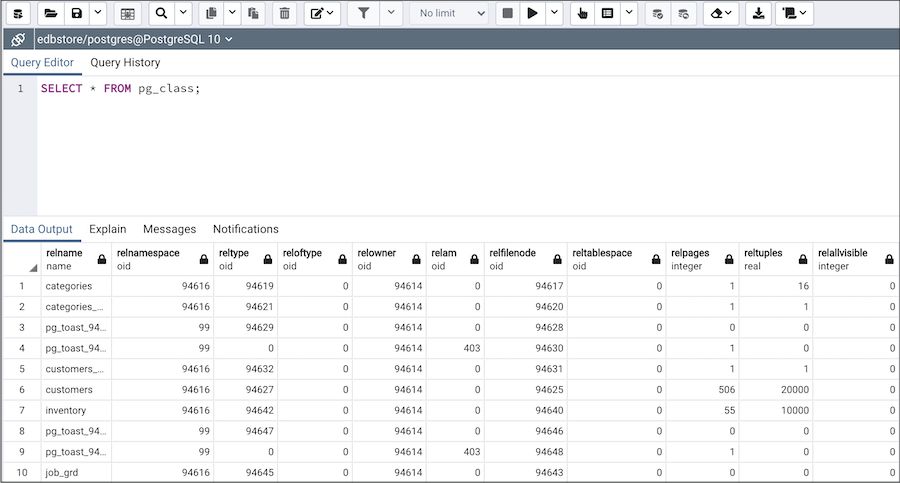 No limit
edbstore/postgres@PostgreSQL 10
Query Editor Query History
1 SELECT * FROM pg_class;
Data Output Explain Messages Notifications
relname relnamespace reltype reloftype relowner relam relfilenode reltablespace relpages reltuples relallvisible
name oid oid oid oid oid oid oid integer real integer
1 categories 94616 94619 0 94614 0 94617 0 1 16 0
2 categories_... 94616 94621 0 94614 0 94620 0 1 1 0
3 pg_toast_94... 99 94629 0 94614 0 94628 0 0 0 0
4 pg_toast_94... 99 0 0 94614 403 94630 0 1 0 0
5 customers_... 94616 94632 0 94614 0 94631 0 1 1 0
6 customers 94616 94627 0 94614 0 94625 0 506 20000 0
7 inventory 94616 94642 0 94614 0 94640 0 55 10000 0
8 pg_toast_94... 99 94647 0 94614 0 94646 0 0 0 0
9 pg_toast_94... 99 0 0 94614 403 94648 0 1 0 0
10 job_grd 94616 94645 0 94614 0 94643 0 0 0 0